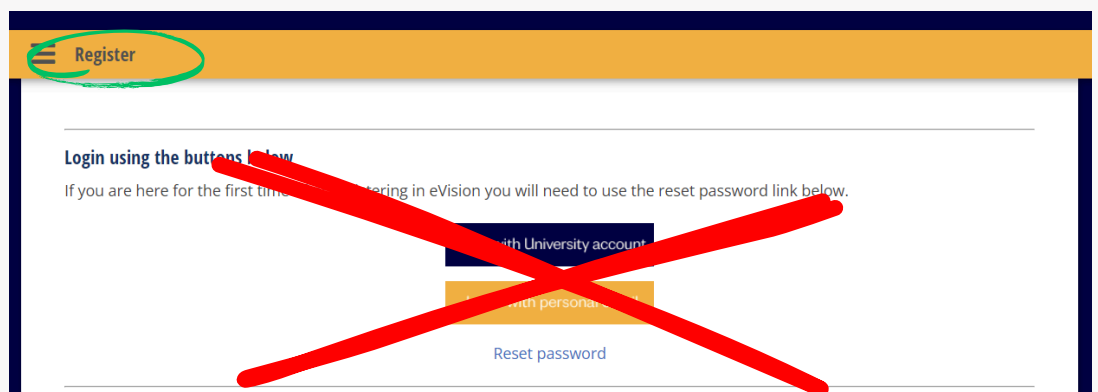 Register
Login using the buttons below
If you are here for the first time tering in eVision you will need to use the reset password link below.
with University account
with personal
Reset password